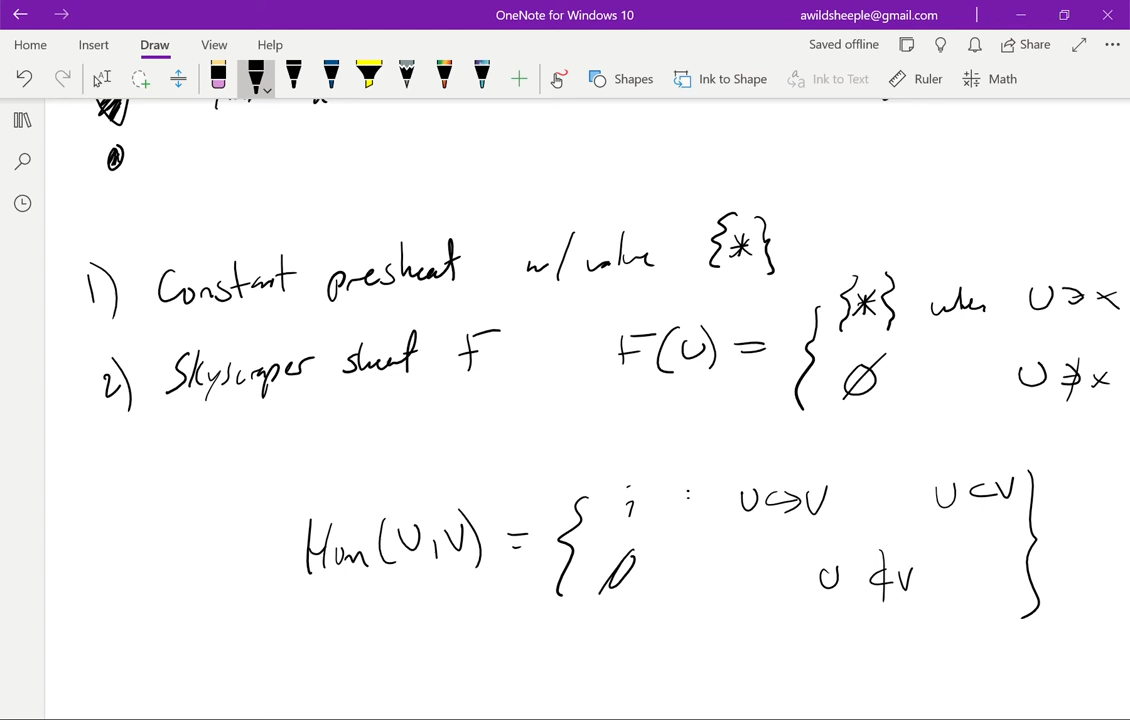 OneNote for Windows 10
awildsheeple@gmail.com
Home Insert Draw View Help
Saved offline Share
Shapes Ink to Shape Ink to Text Ruler Math
1) Constant presheaf w/ value {*}
2) Skyscraper sheaf F F(U) = { {*} when U ∋ x
∅ U ∌ x
Hom(U,V) = { i : U ↪ V U ⊂ V }
∅ U ⊄ V